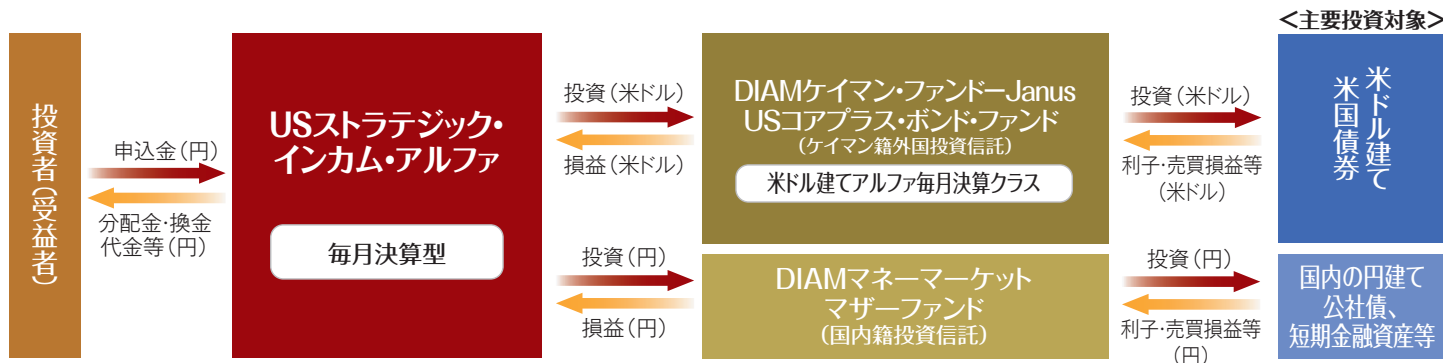 ＜主要投資対象＞
投資者（受益者）
申込金（円）
分配金・換金
代金等（円）
USストラテジック・
インカム・アルファ
毎月決算型
投資（米ドル）
損益（米ドル）
投資（円）
損益（円）
DIAMケイマン・ファンドーJanus
USコアプラス・ボンド・ファンド
（ケイマン籍外国投資信託）
米ドル建てアルファ毎月決算クラス
DIAMマネーマーケット
マザーファンド
（国内籍投資信託）
投資（米ドル）
利子・売買損益等
（米ドル）
投資（円）
利子・売買損益等
（円）
米ドル建て
米国債券
国内の円建て
公社債、
短期金融資産等